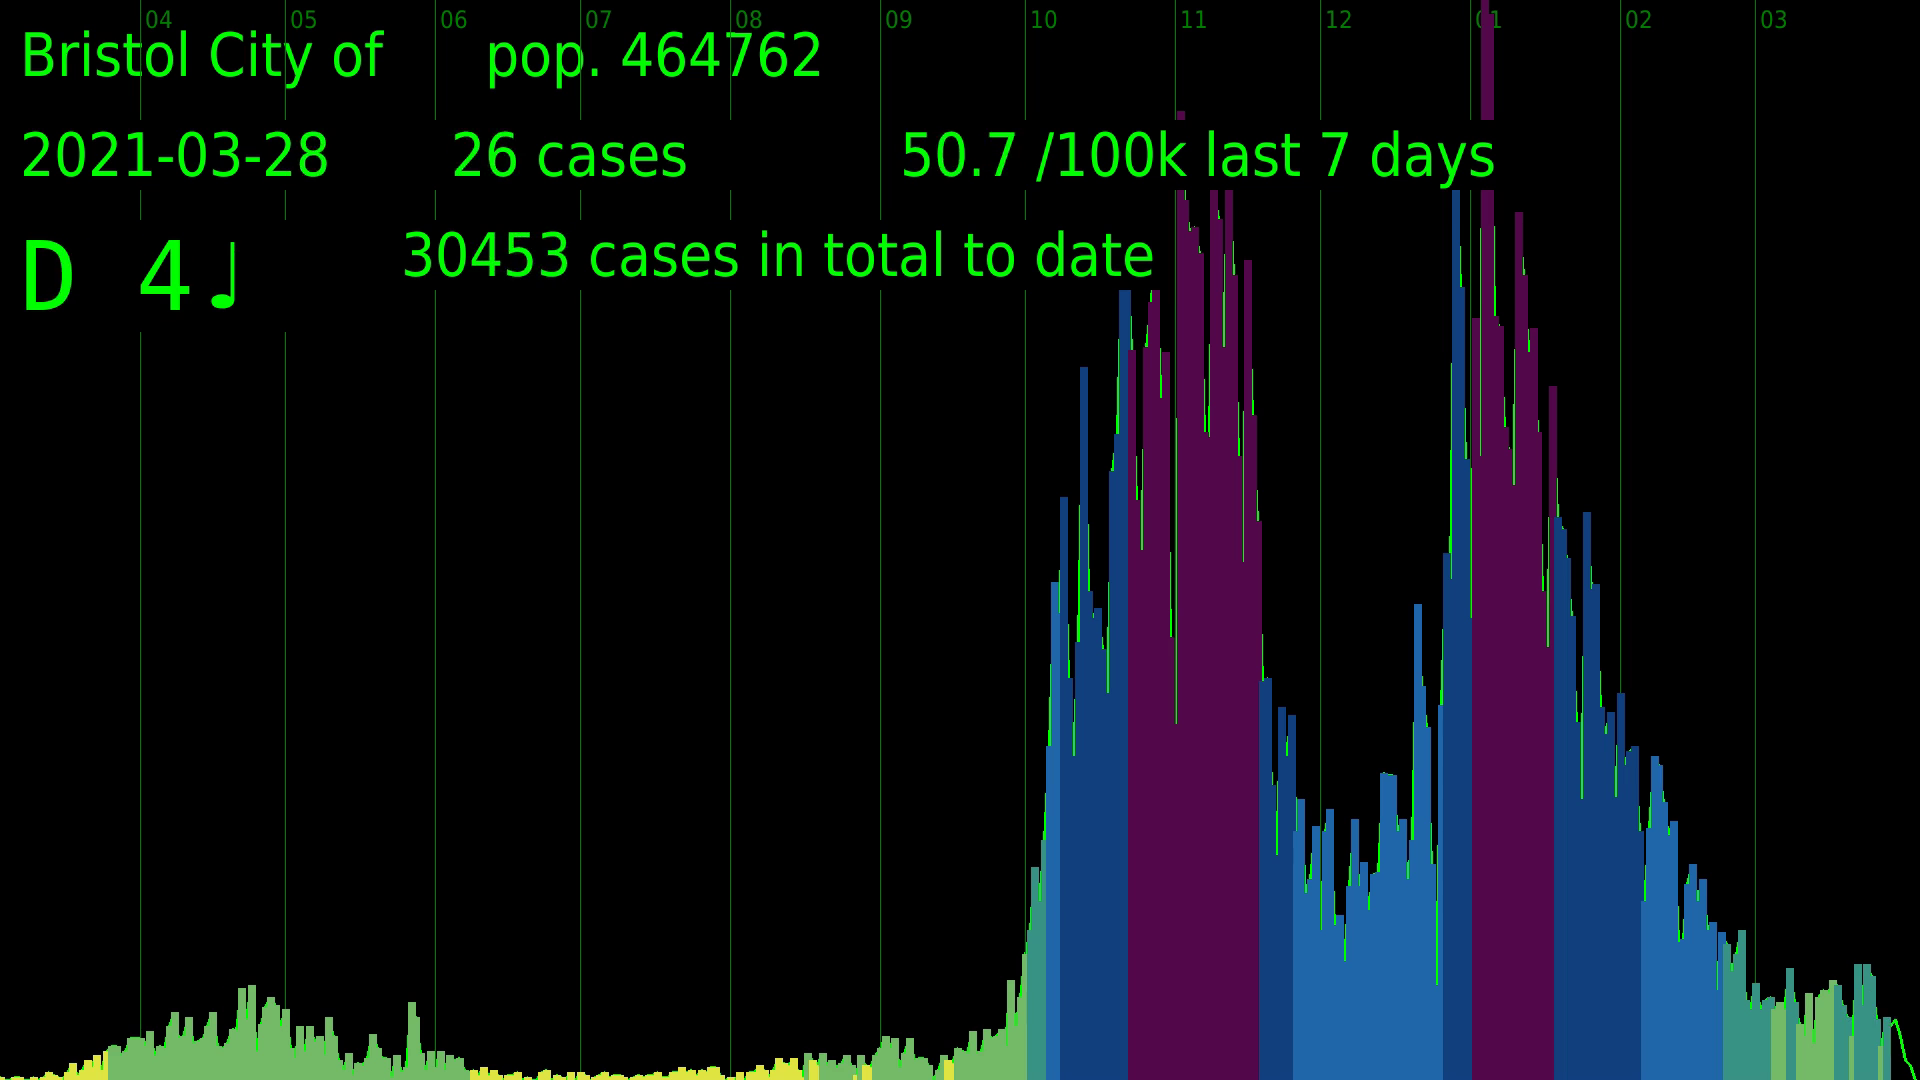 04 05 06 07 08 09 10 11 12 01 02 03
Bristol City of pop. 464762
2021-03-28 26 cases 50.7 /100k last 7 days
D 4♩ 30453 cases in total to date